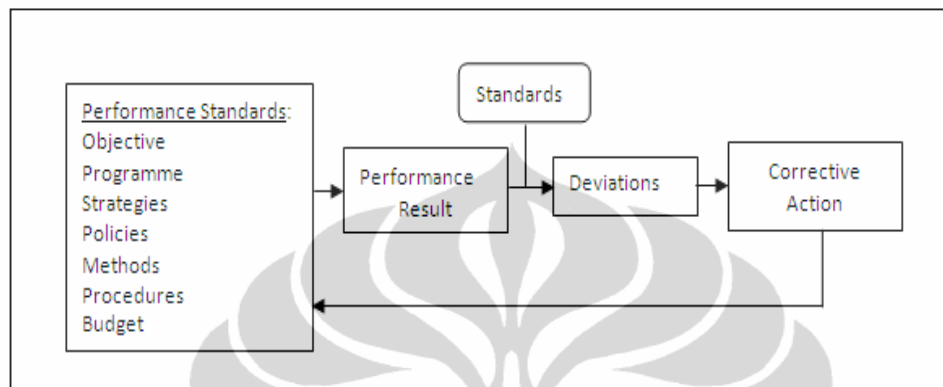 Performance Standards:
Objective
Programme
Strategies
Policies
Methods
Procedures
Budget
Performance
Result
Standards
Deviations
Corrective
Action